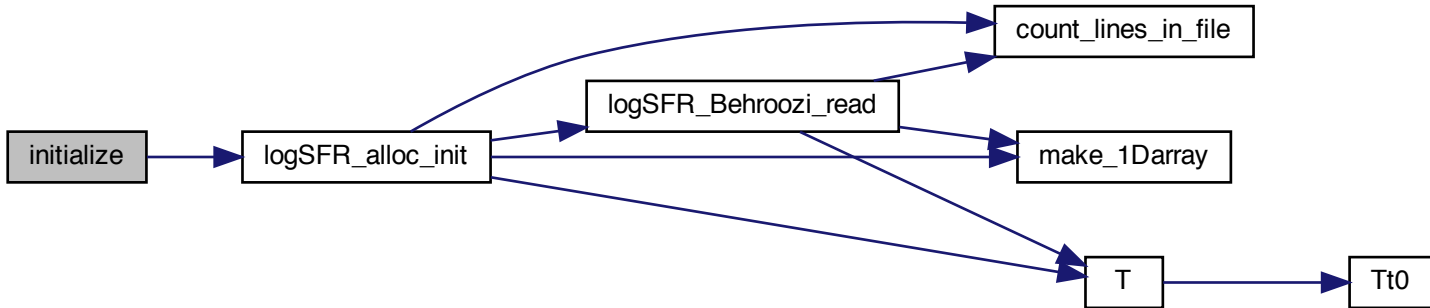 initialize
logSFR_alloc_init
logSFR_Behroozi_read
count_lines_in_file
make_1Darray
T
Tt0